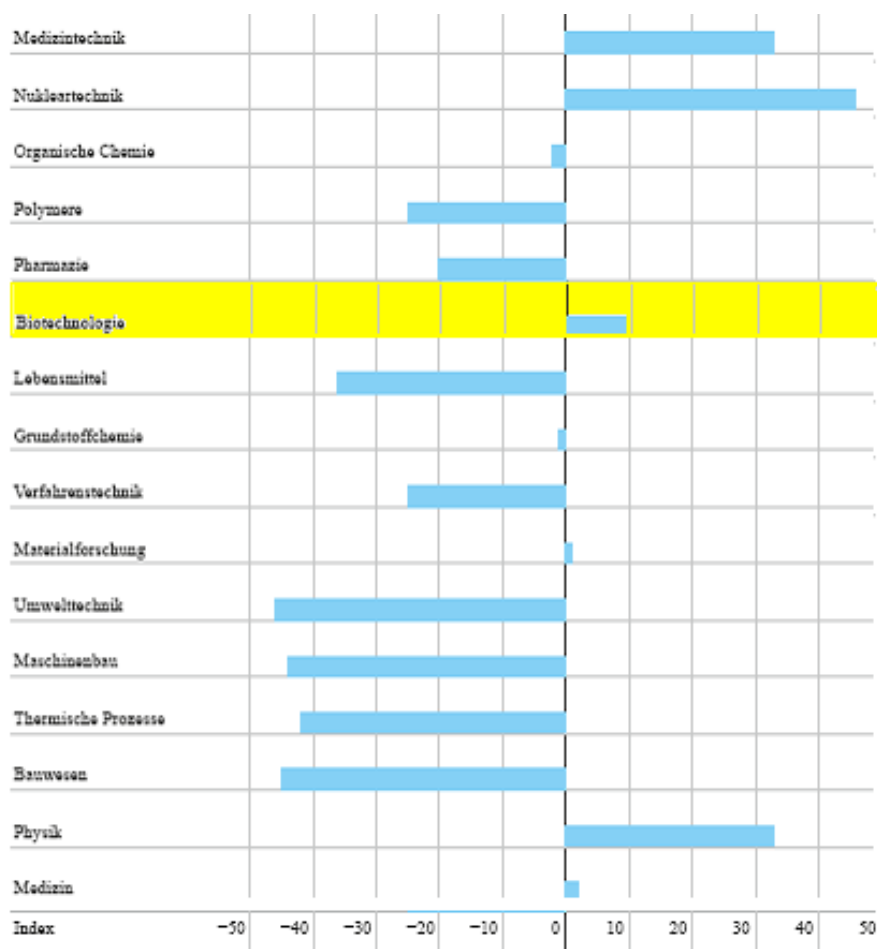 Medizintechnik
Nukleartechnik
Organische Chemie
Polymere
Pharmazie
Biotechnologie
Lebensmittel
Grundstoffchemie
Verfahrenstechnik
Materialforschung
Umwelttechnik
Maschinenbau
Thermische Prozesse
Bauwesen
Physik
Medizin
Index −50 −40 −30 −20 −10 0 10 20 30 40 50